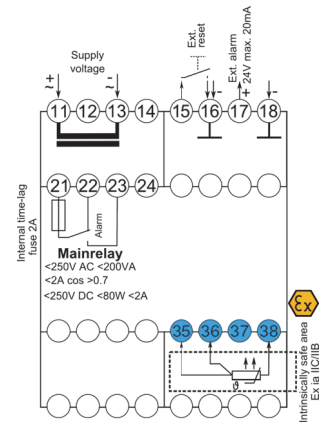 Supply
voltage
Ext.
reset
Ext. alarm
24V max. 20mA
+
~
-
~
-
+
-
11 12 13 14 15 16 17 18
21 22 23 24
Internal time-lag
fuse 2A
Alarm
Mainrelay
<250V AC <200VA
<2A cos >0.7
<250V DC <80W <2A
Ex
35 36 37 38
ϑ
Intrinsically safe area
Ex ia IIC/IIB